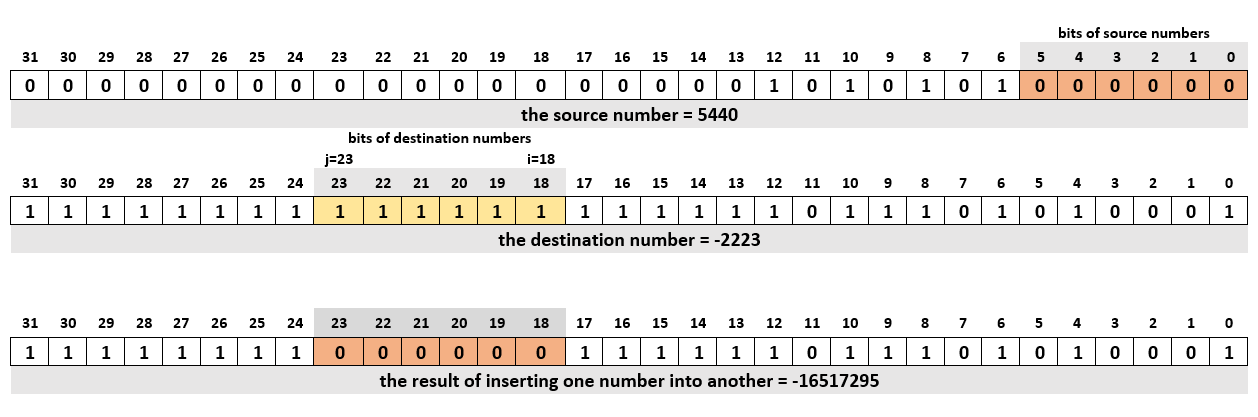 bits of source numbers
31 30 29 28 27 26 25 24 23 22 21 20 19 18 17 16 15 14 13 12 11 10 9 8 7 6 5 4 3 2 1 0
0 0 0 0 0 0 0 0 0 0 0 0 0 0 0 0 0 0 0 1 0 1 0 1 0 1 0 0 0 0 0 0
the source number = 5440
bits of destination numbers
j=23 i=18
31 30 29 28 27 26 25 24 23 22 21 20 19 18 17 16 15 14 13 12 11 10 9 8 7 6 5 4 3 2 1 0
1 1 1 1 1 1 1 1 1 1 1 1 1 1 1 1 1 1 1 1 0 1 1 1 0 1 0 1 0 0 0 1
the destination number = -2223
31 30 29 28 27 26 25 24 23 22 21 20 19 18 17 16 15 14 13 12 11 10 9 8 7 6 5 4 3 2 1 0
1 1 1 1 1 1 1 1 0 0 0 0 0 0 1 1 1 1 1 1 0 1 1 1 0 1 0 1 0 0 0 1
the result of inserting one number into another = -16517295